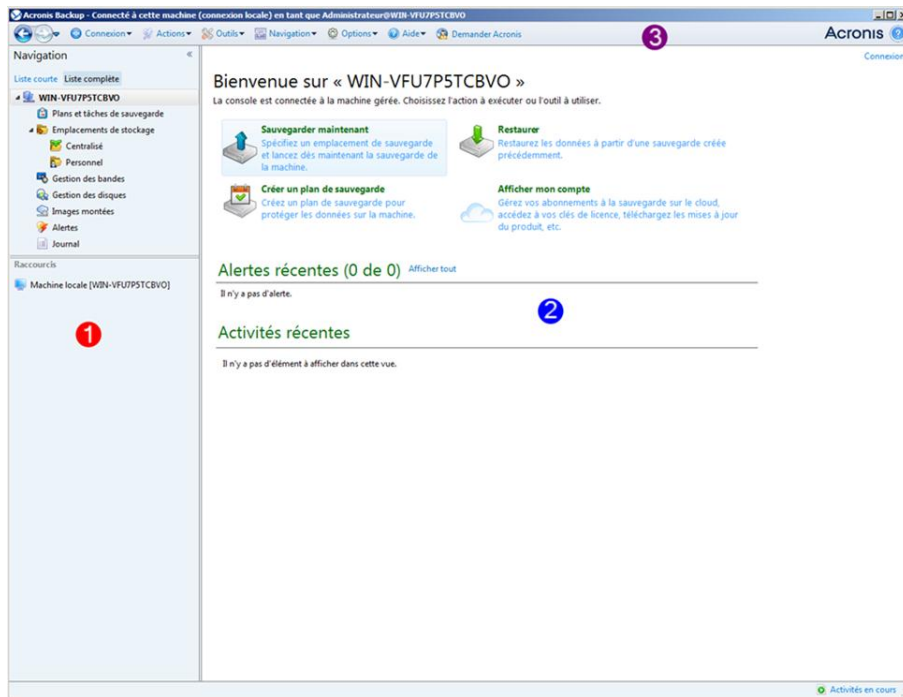 Acronis Backup - Connecté à cette machine (connexion locale) en tant que Administrateur@WIN-VFU7P5TCBVO
Connexion Actions Outils Navigation Options Aide Demander Acronis
3
Acronis
Navigation
Liste courte Liste complète
WIN-VFU7P5TCBVO
Plans et tâches de sauvegarde
Emplacements de stockage
Centralisé
Personnel
Gestion des bandes
Gestion des disques
Images montées
Alertes
Journal
Raccourcis
Machine locale [WIN-VFU7P5TCBVO]
1
Connexion
Bienvenue sur « WIN-VFU7P5TCBVO »
La console est connectée à la machine gérée. Choisissez l'action à exécuter ou l'outil à utiliser.
Sauvegarder maintenant
Spécifiez un emplacement de sauvegarde
et lancez dès maintenant la sauvegarde de
la machine.
Restaurer
Restaurez les données à partir d'une sauvegarde créée
précédemment.
Créer un plan de sauvegarde
Créez un plan de sauvegarde pour
protéger les données sur la machine.
Afficher mon compte
Gérez vos abonnements à la sauvegarde sur le cloud,
accédez à vos clés de licence, téléchargez les mises à jour
du produit, etc.
Alertes récentes (0 de 0) Afficher tout
Il n'y a pas d'alerte.
2
Activités récentes
Il n'y a pas d'élément à afficher dans cette vue.
Activités en cours